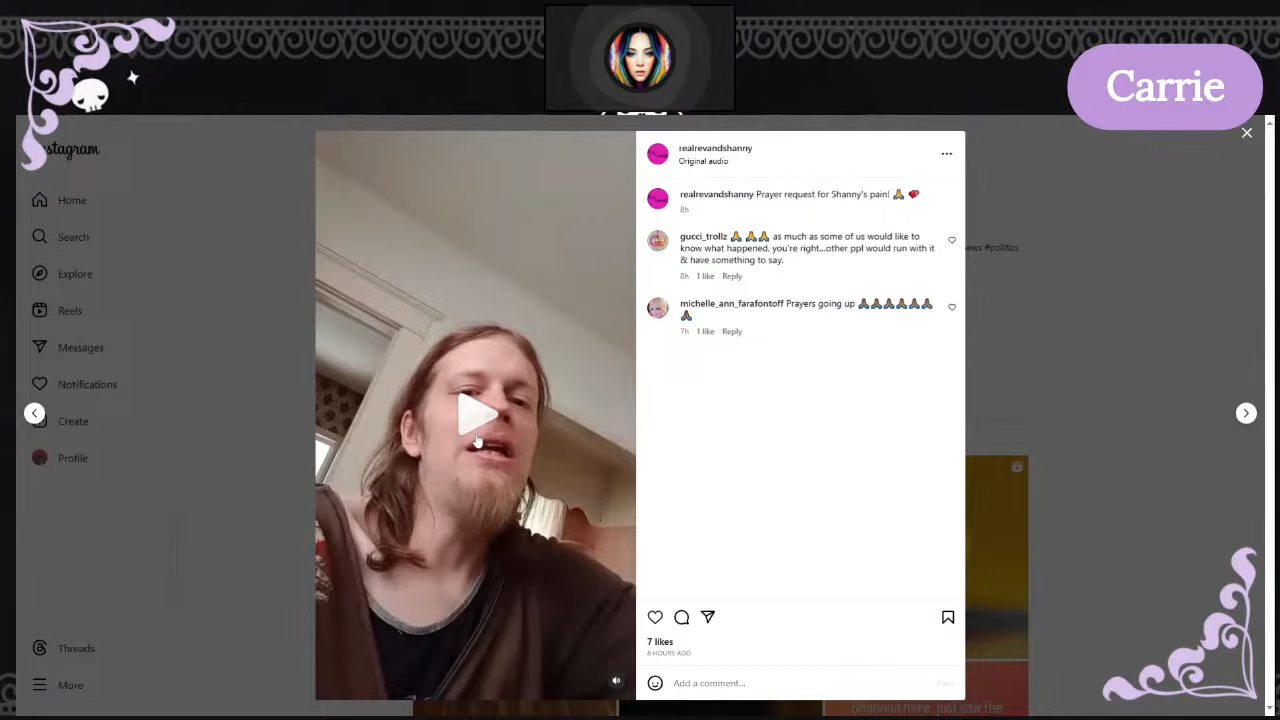 Carrie
stagram
Home
Search
Explore
Reels
Messages
Notifications
Create
Profile
Threads
More
realrevandshanny
Original audio
realrevandshanny Prayer request for Shanny's pain! 🙏 💝
8h
gucci_trollz 🙏 🙏🙏 as much as some of us would like to
know what happened. you're right...other ppl would run with it
& have something to say.
8h 1 like Reply
michelle_ann_farafontoff Prayers going up 🙏🙏🙏🙏🙏🙏
🙏
7h 1 like Reply
7 likes
8 HOURS AGO
Add a comment...
Post
ews #politics
Shannon here: just saw the